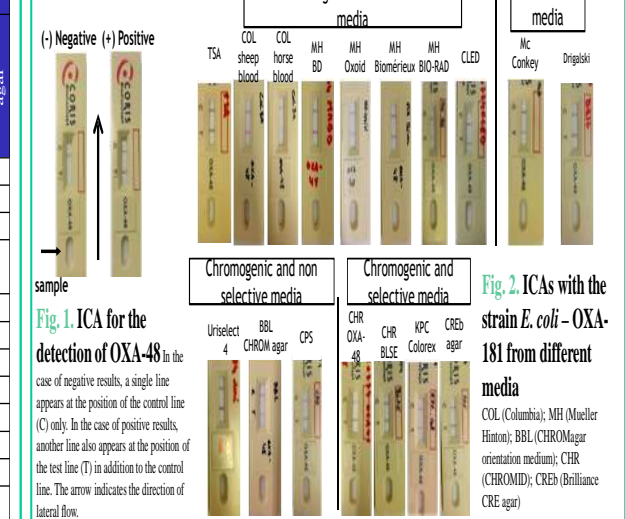 agar
media
media
(-) Negative (+) Positive
TSA
COL
sheep
blood
COL
horse
blood
MH
BD
MH
Oxoid
MH
Biomérieux
MH
BIO-RAD
CLED
Mc
Conkey
Drigalski
CORIS
CORIS
OXA-48
OXA-48
sample
Fig. 1. ICA for the
detection of OXA-48 In the
case of negative results, a single line
appears at the position of the control line
(C) only. In the case of positive results,
another line also appears at the position of
the test line (T) in addition to the control
line. The arrow indicates the direction of
lateral flow.
Chromogenic and non
selective media
Chromogenic and
selective media
Uriselect
4
BBL
CHROM agar
CPS
CHR
OXA-
48
CHR
BLSE
KPC
Colorex
CREb
agar
Fig. 2. ICAs with the
strain E. coli – OXA-
181 from different
media
COL (Columbia); MH (Mueller
Hinton); BBL (CHROMagar
orientation medium); CHR
(CHROMID); CREb (Brilliance
CRE agar)